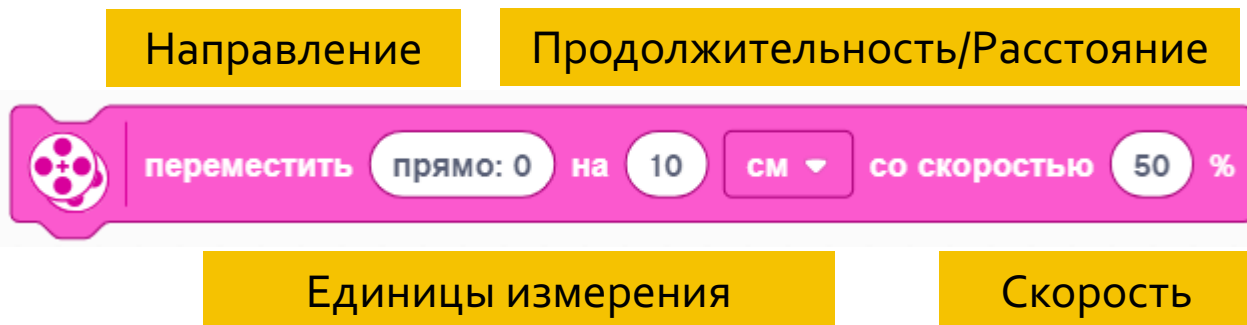 Направление Продолжительность/Расстояние
переместить прямо: 0 на 10 см со скоростью 50 %
Единицы измерения Скорость